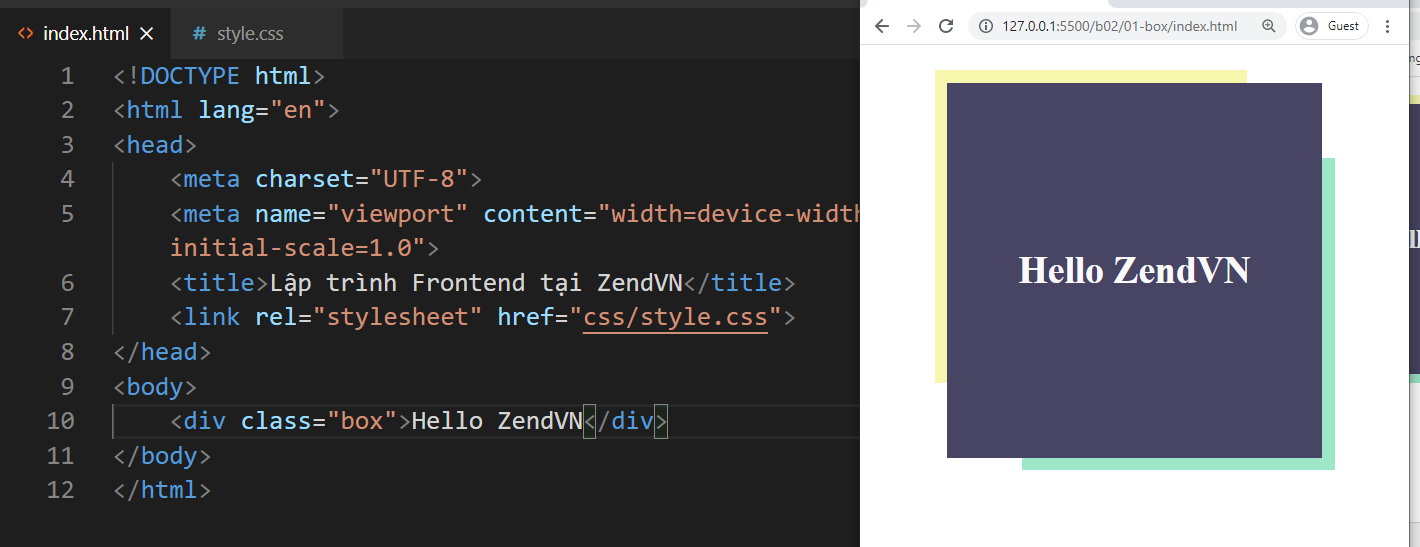 index.html
style.css
1 <!DOCTYPE html>
2 <html lang="en">
3 <head>
4 <meta charset="UTF-8">
5 <meta name="viewport" content="width=device-width
initial-scale=1.0">
6 <title>Lập trình Frontend tại ZendVN</title>
7 <link rel="stylesheet" href="css/style.css">
8 </head>
9 <body>
10 <div class="box">Hello ZendVN</div>
11 </body>
12 </html>
127.0.0.1:5500/b02/01-box/index.html
Guest
Hello ZendVN